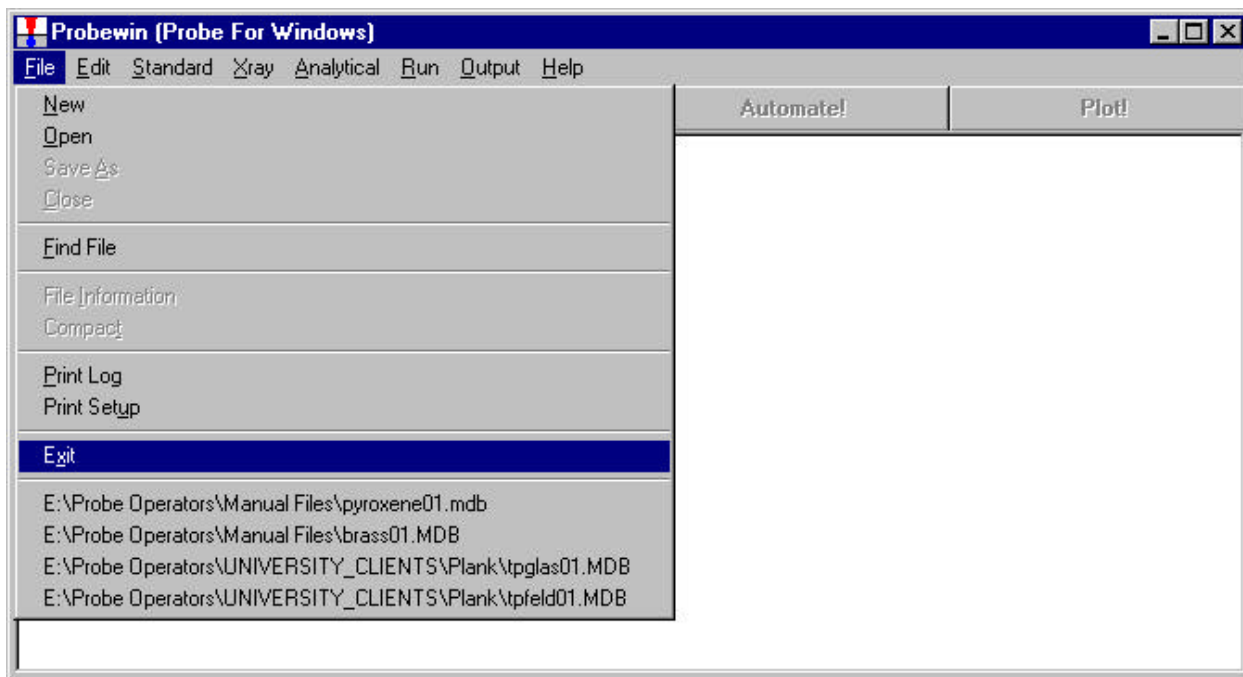 Probewin (Probe For Windows)
File Edit Standard Xray Analytical Run Output Help
New
Automate! Plot!
Open
Save As
Close
Find File
File Information
Compact
Print Log
Print Setup
Exit
E:\Probe Operators\Manual Files\pyroxene01.mdb
E:\Probe Operators\Manual Files\brass01.MDB
E:\Probe Operators\UNIVERSITY_CLIENTS\Plank\tpglas01.MDB
E:\Probe Operators\UNIVERSITY_CLIENTS\Plank\tpfeld01.MDB